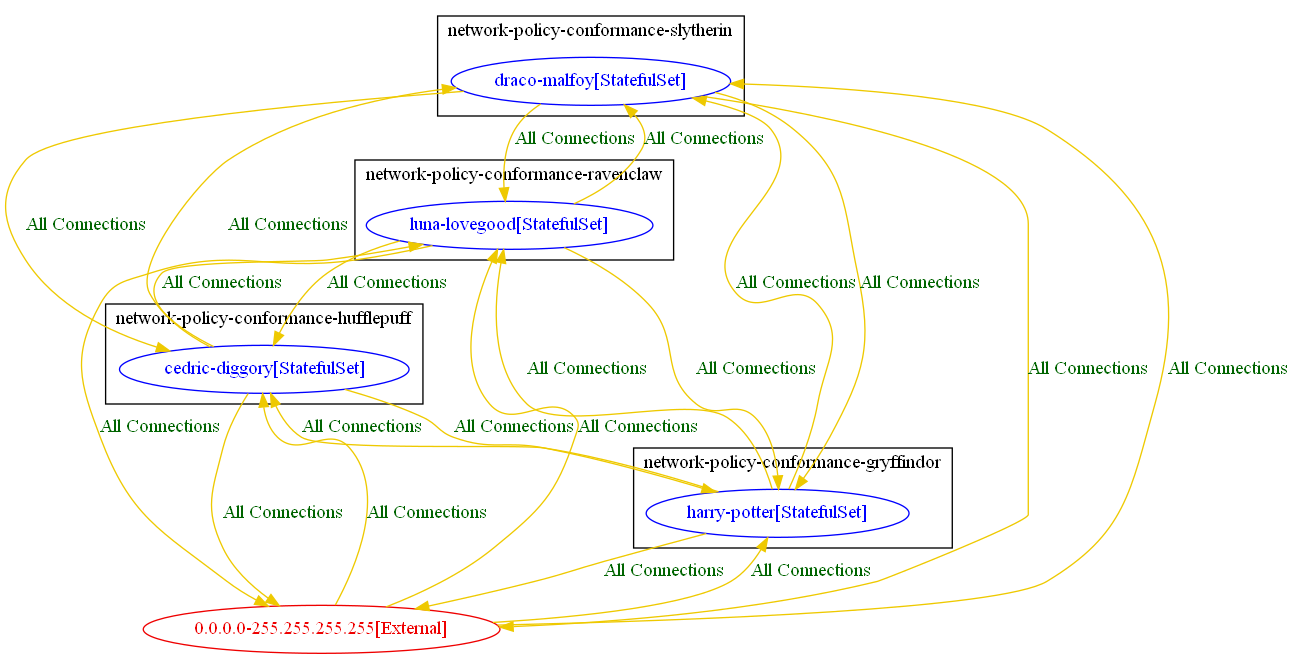 network-policy-conformance-slytherin
draco-malfoy[StatefulSet]
All Connections
All Connections
network-policy-conformance-ravenclaw
luna-lovegood[StatefulSet]
All Connections
All Connections
All Connections
All Connections
All Connections
All Connections
network-policy-conformance-hufflepuff
cedric-diggory[StatefulSet]
All Connections
All Connections
All Connections
All Connections
All Connections
All Connections
All Connections
All Connections
network-policy-conformance-gryffindor
harry-potter[StatefulSet]
All Connections
All Connections
All Connections
All Connections
0.0.0.0-255.255.255.255[External]